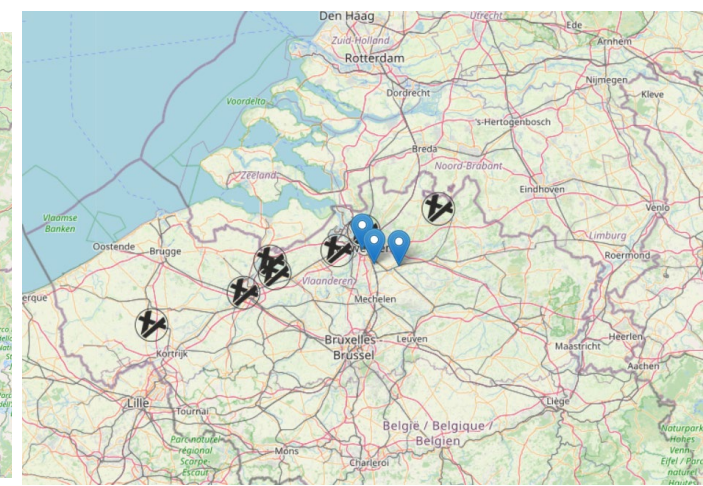 Den Haag
Utrecht
Ede
Zuid-Holland
Arnhem
Rotterdam
Nijmegen
Dordrecht
Kleve
Voordelta
's-Hertogenbosch
Breda
Noord-Brabant
Zeeland
Eindhoven
Venlo
Vlaamse
Banken
Limburg
Oostende
Brugge
Roermond
Vlaanderen
Mechelen
Bruxelles -
Brussel
Leuven
Maastricht
Heerlen
Kortrijk
Aachen
Lille
Tournai
Liège
België / Belgique /
Belgien
Parc naturel
régional
Scarpe-
Escaut
Mons
Charleroi
Naturpark
Hohes
Venn
Eifel / Parc
naturel
Hautes